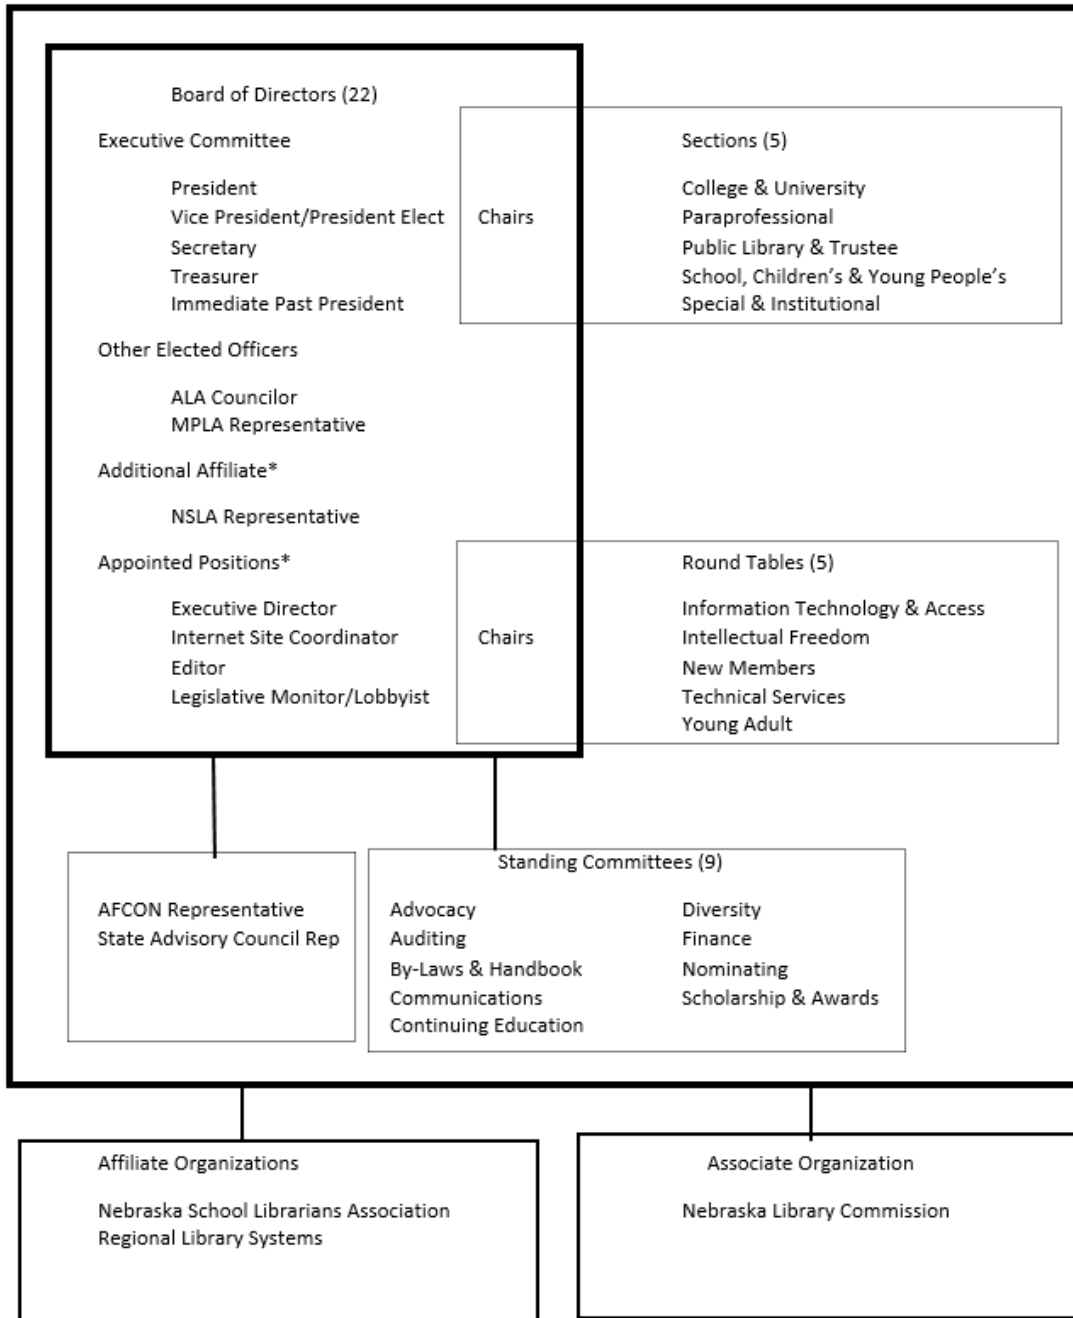 Board of Directors (22)
Executive Committee
President
Vice President/President Elect
Secretary
Treasurer
Immediate Past President
Chairs
Sections (5)
College & University
Paraprofessional
Public Library & Trustee
School, Children’s & Young People’s
Special & Institutional
Other Elected Officers
ALA Councilor
MPLA Representative
Additional Affiliate*
NSLA Representative
Appointed Positions*
Executive Director
Internet Site Coordinator
Editor
Legislative Monitor/Lobbyist
Chairs
Round Tables (5)
Information Technology & Access
Intellectual Freedom
New Members
Technical Services
Young Adult
AFCON Representative
State Advisory Council Rep
Standing Committees (9)
Advocacy
Auditing
By-Laws & Handbook
Communications
Continuing Education
Diversity
Finance
Nominating
Scholarship & Awards
Affiliate Organizations
Nebraska School Librarians Association
Regional Library Systems
Associate Organization
Nebraska Library Commission